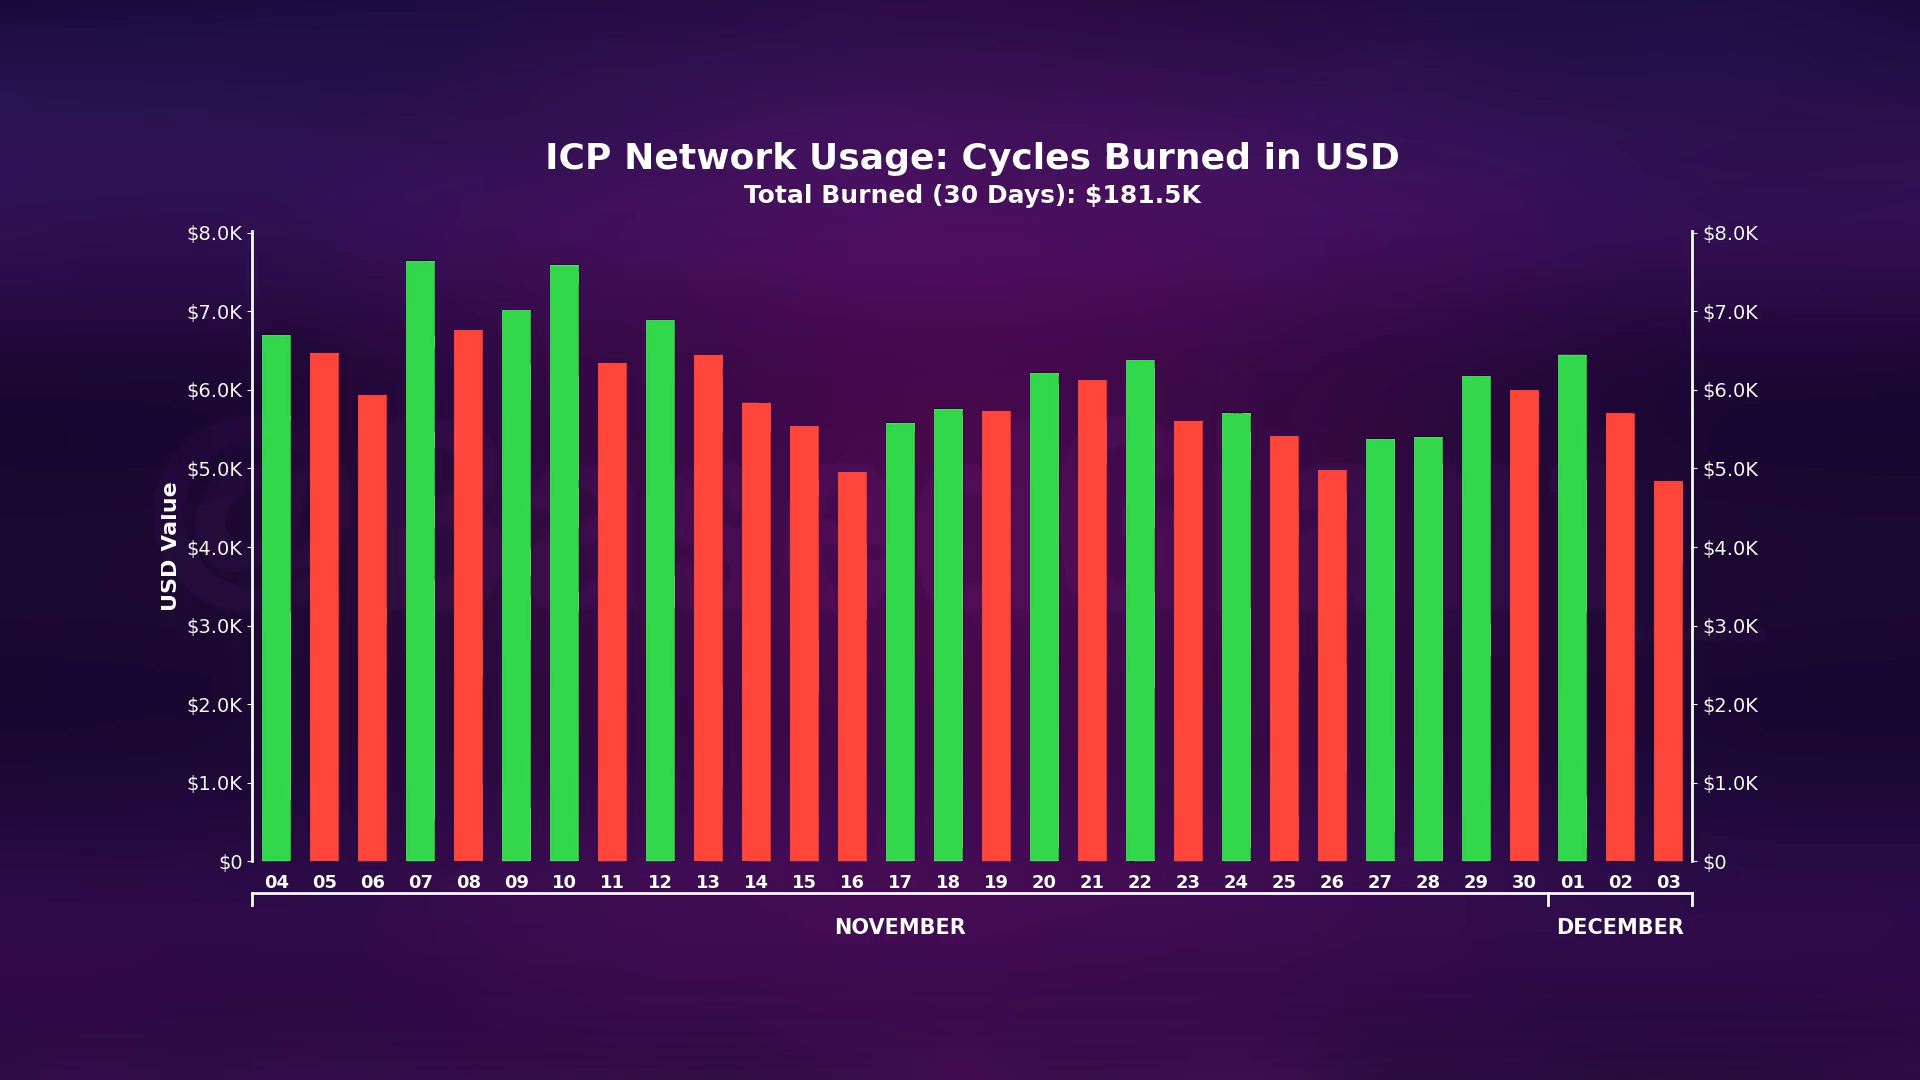 ICP Network Usage: Cycles Burned in USD
Total Burned (30 Days): $181.5K
$8.0K
$7.0K
$6.0K
$5.0K
$4.0K
$3.0K
$2.0K
$1.0K
$0
USD Value
$8.0K
$7.0K
$6.0K
$5.0K
$4.0K
$3.0K
$2.0K
$1.0K
$0
04 05 06 07 08 09 10 11 12 13 14 15 16 17 18 19 20 21 22 23 24 25 26 27 28 29 30 01 02 03
NOVEMBER DECEMBER